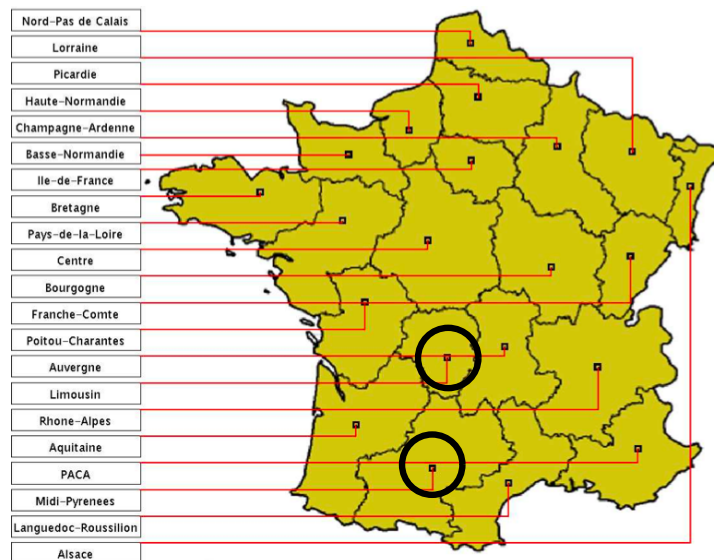 Nord-Pas de Calais
Lorraine
Picardie
Haute-Normandie
Champagne-Ardenne
Basse-Normandie
Ile-de-France
Bretagne
Pays-de-la-Loire
Centre
Bourgogne
Franche-Comte
Poitou-Charantes
Auvergne
Limousin
Rhone-Alpes
Aquitaine
PACA
Midi-Pyrenees
Languedoc-Roussilion
Alsace